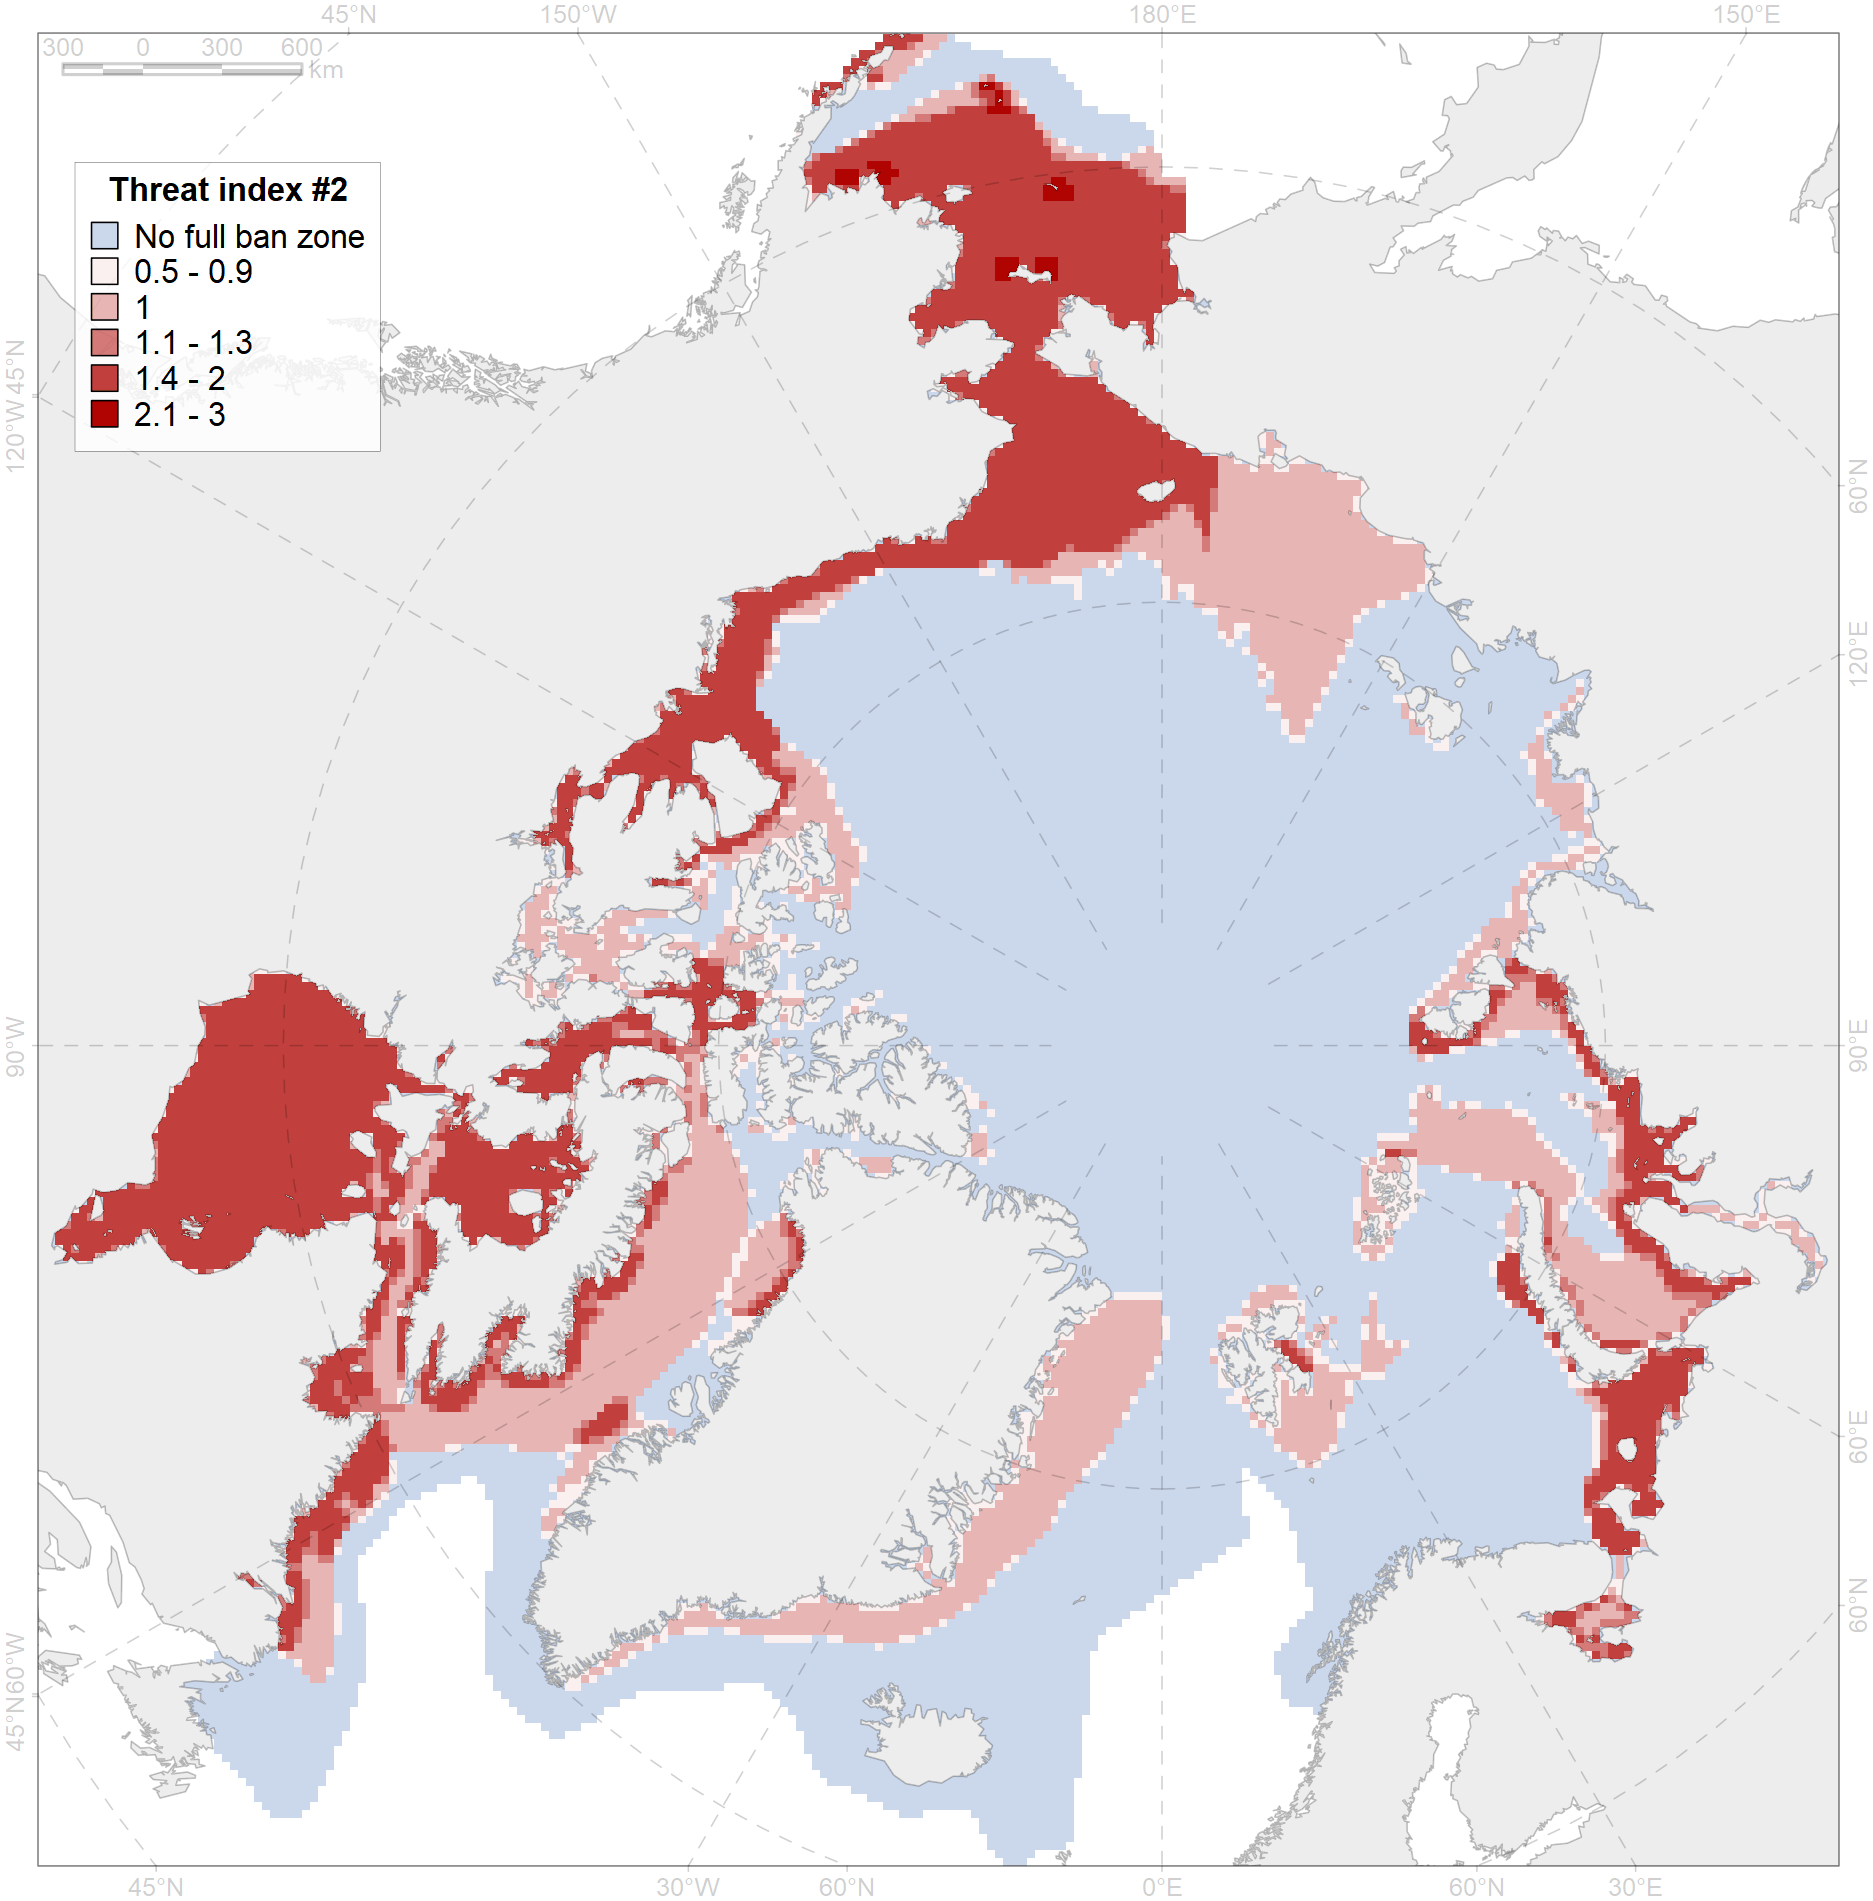 45°N 150°W 180°E 150°E
300 0 300 600
km
Threat index #2
No full ban zone
0.5 - 0.9
1
1.1 - 1.3
1.4 - 2
2.1 - 3
45°N
120°W
90°W
60°W
45°N
60°N
120°E
90°E
60°E
60°N
45°N 30°W 60°N 0°E 60°N 30°E